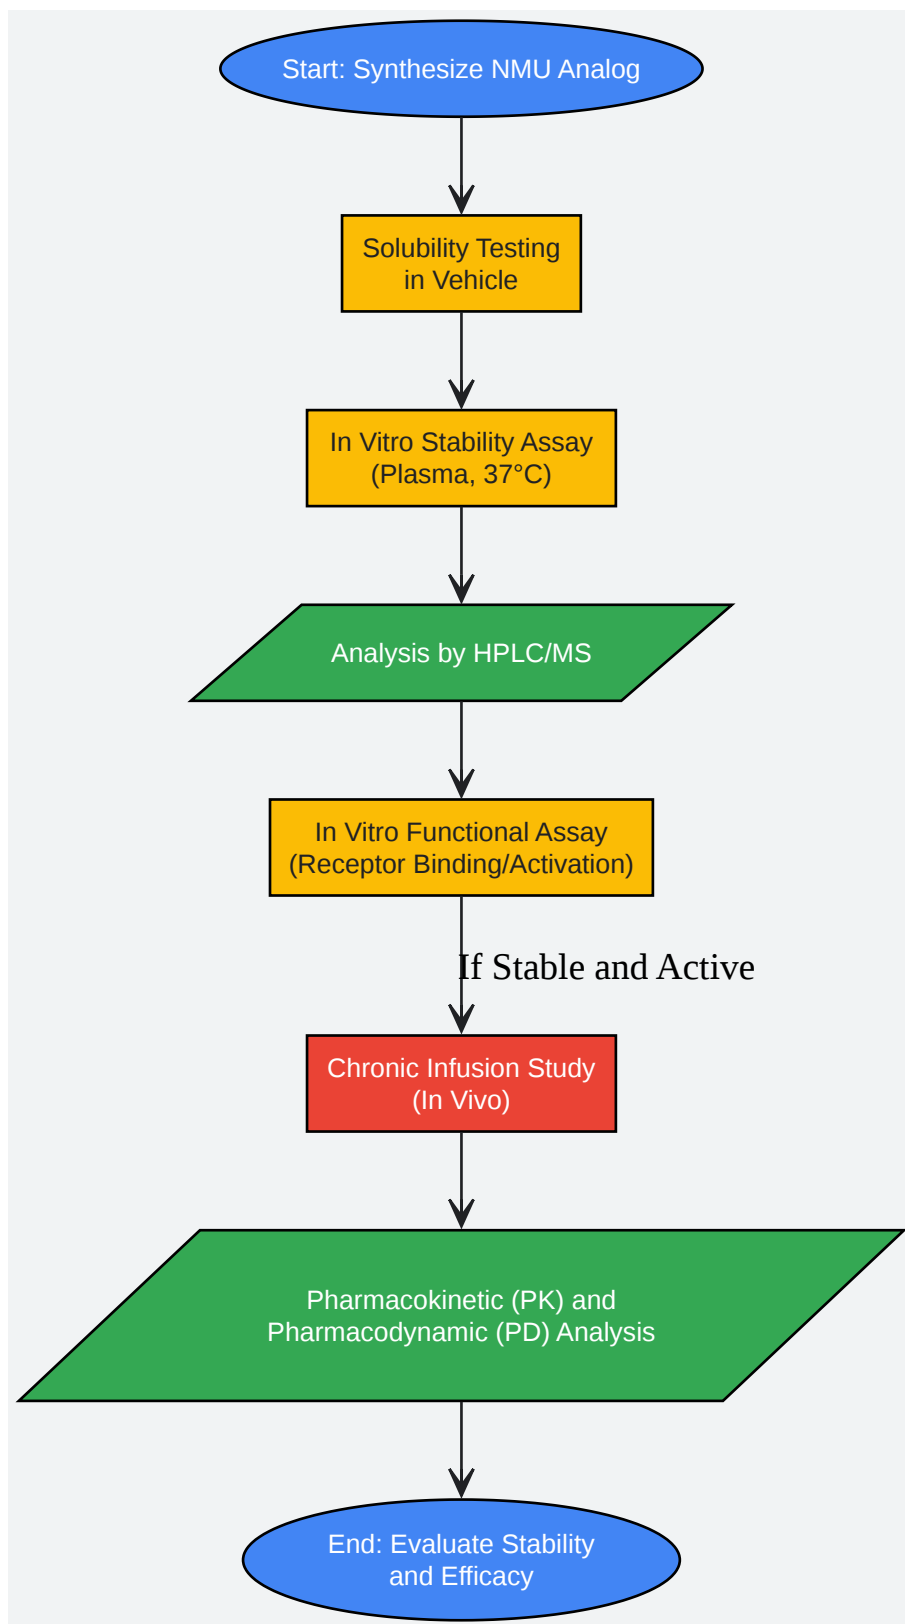 Start: Synthesize NMU Analog
Solubility Testing
in Vehicle
In Vitro Stability Assay
(Plasma, 37°C)
Analysis by HPLC/MS
In Vitro Functional Assay
(Receptor Binding/Activation)
If Stable and Active
Chronic Infusion Study
(In Vivo)
Pharmacokinetic (PK) and
Pharmacodynamic (PD) Analysis
End: Evaluate Stability
and Efficacy